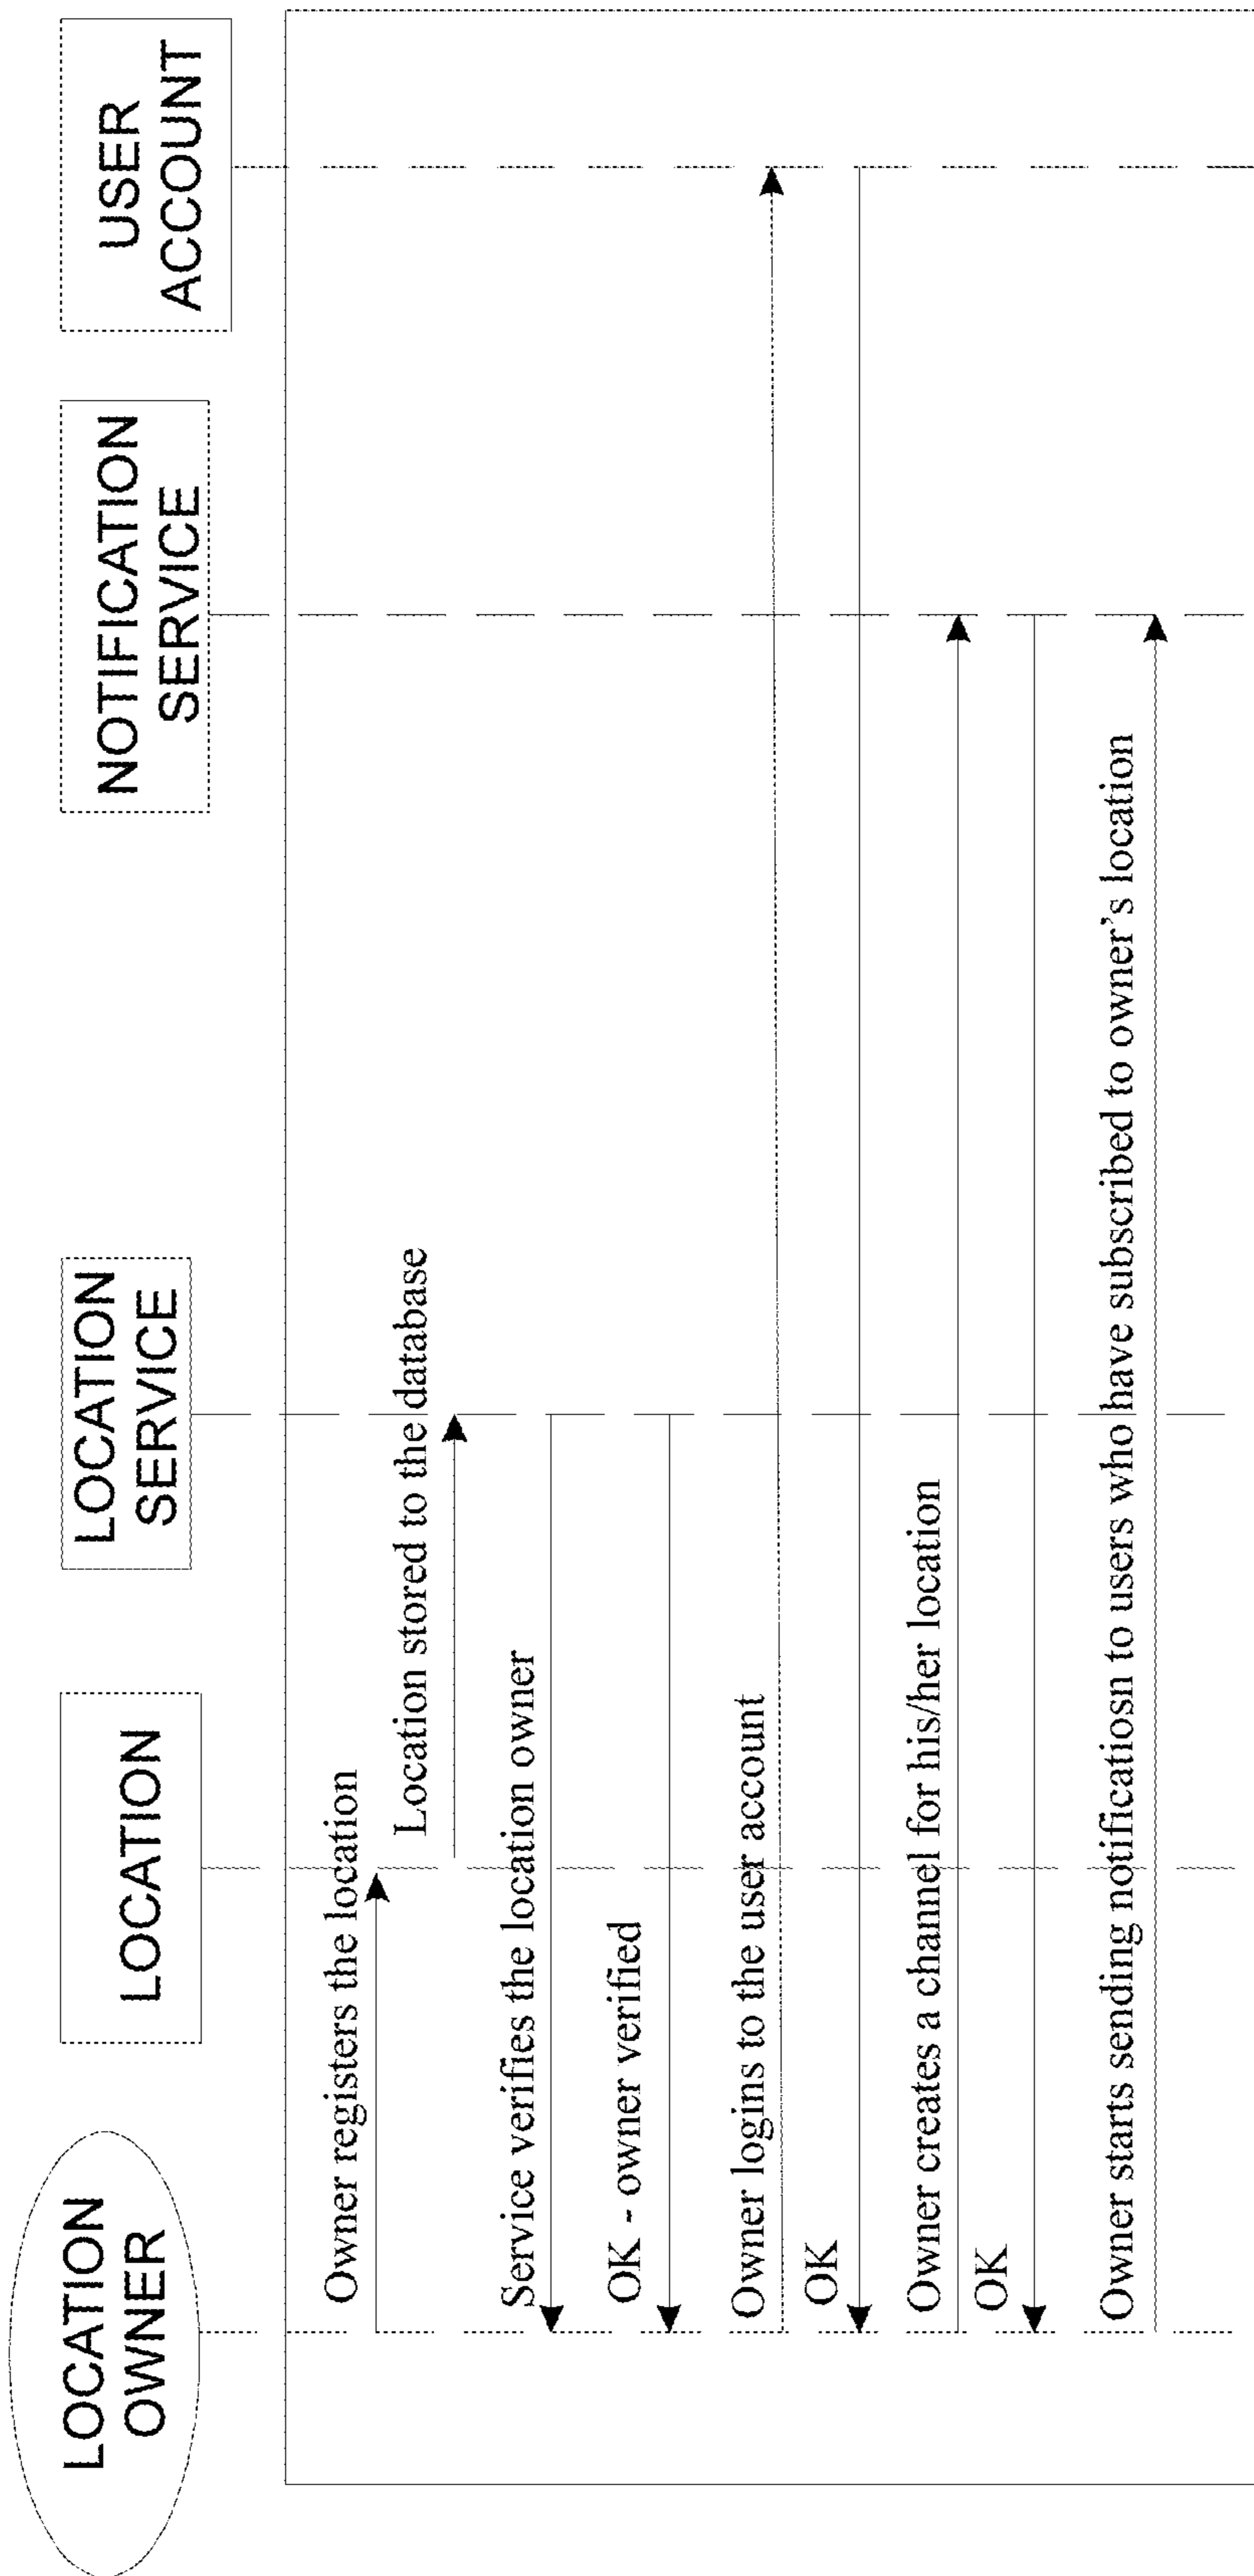 LOCATION
OWNER
LOCATION
LOCATION
SERVICE
NOTIFICATION
SERVICE
USER
ACCOUNT
Owner registers the location
Location stored to the database
Service verifies the location owner
OK - owner verified
Owner logins to the user account
OK
Owner creates a channel for his/her location
OK
Owner starts sending notificatiosn to users who have subscribed to owner's location